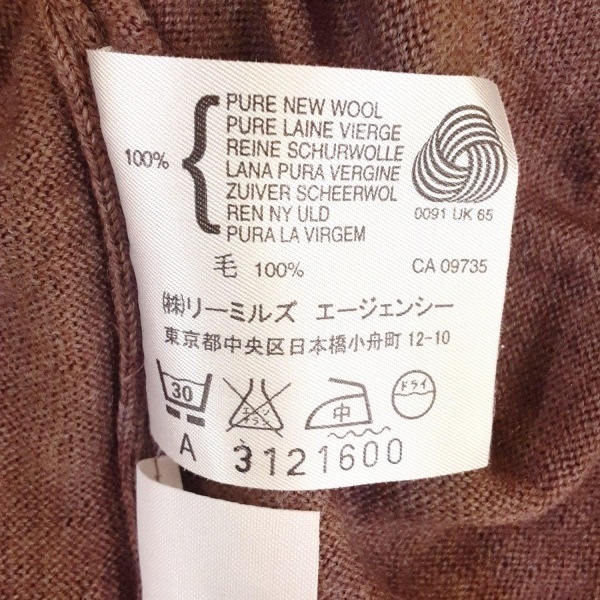 100%
PURE NEW WOOL
PURE LAINE VIERGE
REINE SCHURWOLLE
LANA PURA VERGINE
ZUIVER SCHEERWOL
REN NY ULD
PURA LA VIRGEM
0091 UK 65
毛 100%
CA 09735
(株)リーミルズ エージェンシー
東京都中央区日本橋小舟町 12-10
30
エンソ
中
ドライ
A 3121600